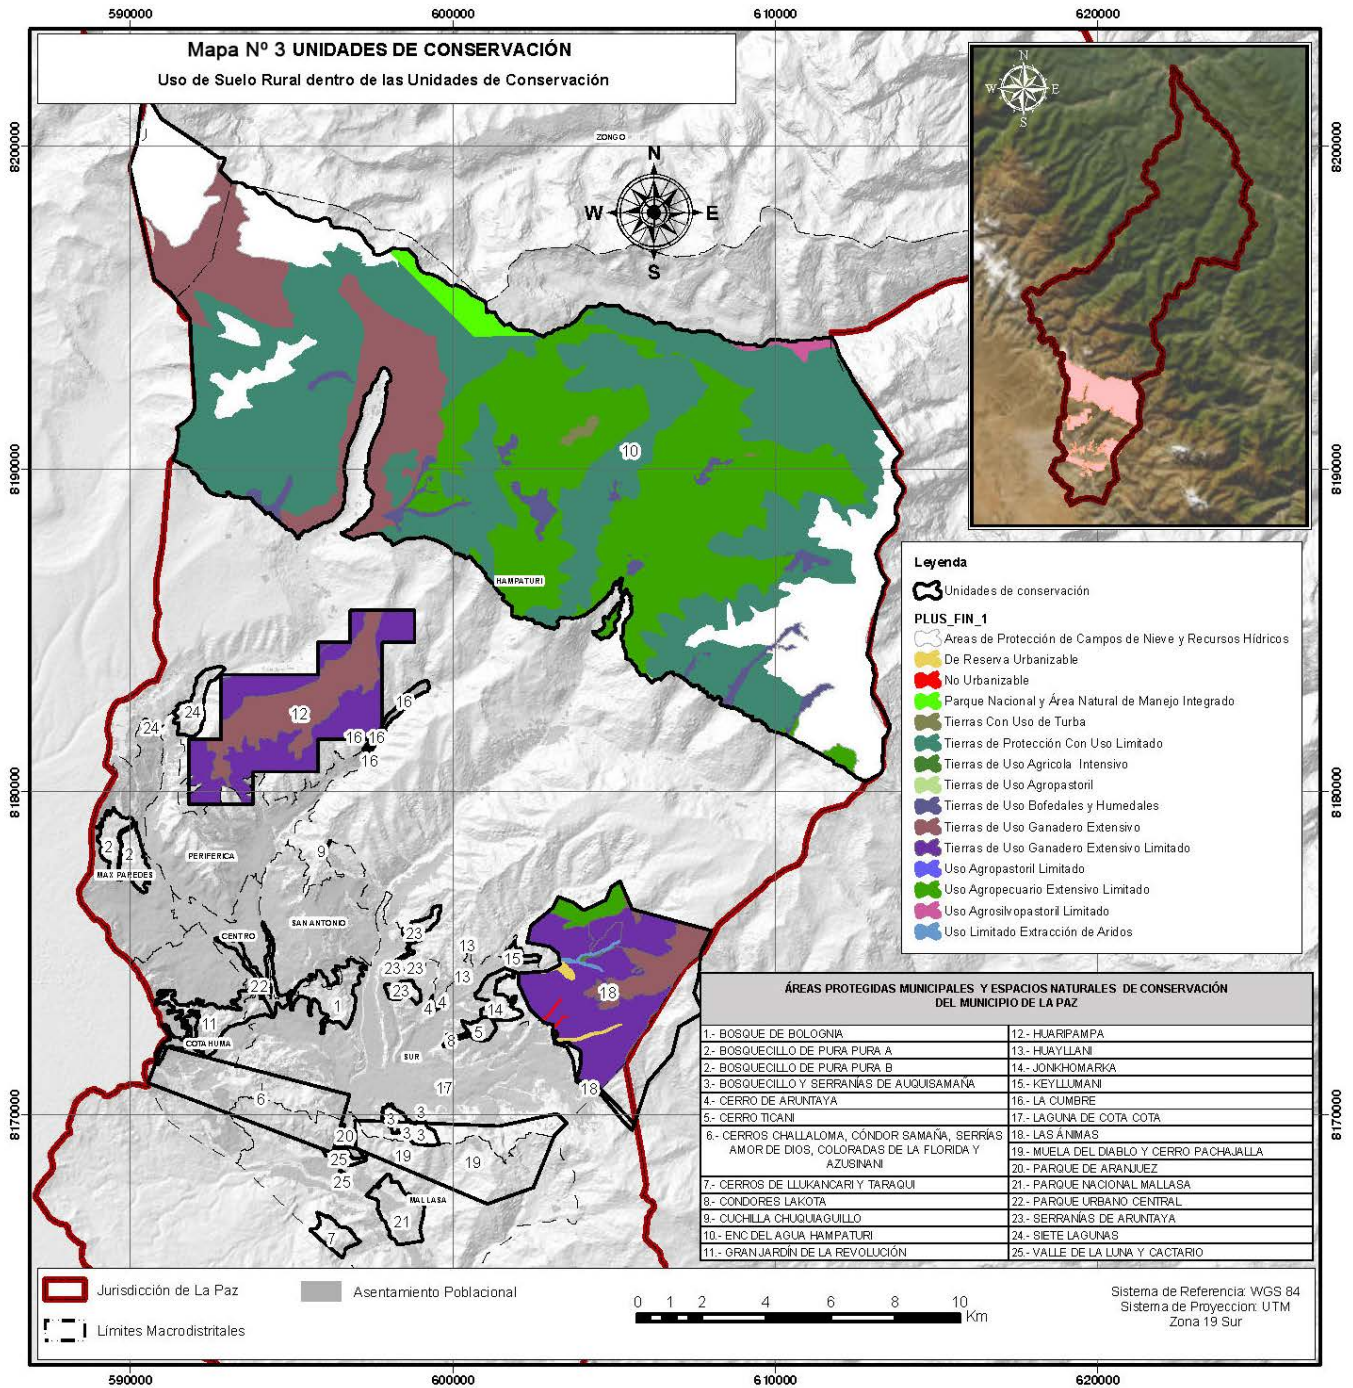 590000 600000 610000 620000
Mapa Nº 3 UNIDADES DE CONSERVACIÓN
Uso de Suelo Rural dentro de las Unidades de Conservación
8200000
8200000
ZONGO
N
W E
S
N
W E
S
8190000
8190000
10
HAMPATURI
Leyenda
Unidades de conservación
PLUS_FIN_1
Areas de Protección de Campos de Nieve y Recursos Hídricos
De Reserva Urbanizable
No Urbanizable
Parque Nacional y Área Natural de Manejo Integrado
Tierras Con Uso de Turba
Tierras de Protección Con Uso Limitado
Tierras de Uso Agricola Intensivo
Tierras de Uso Agropastoril
Tierras de Uso Bofedales y Humedales
Tierras de Uso Ganadero Extensivo
Tierras de Uso Ganadero Extensivo Limitado
Uso Agropastoril Limitado
Uso Agropecuario Extensivo Limitado
Uso Agrosilvopastoril Limitado
Uso Limitado Extracción de Aridos
16
12
24
24
16 16
16
8180000
8180000
2
2
9
PERIFERICA
MAX PAREDES
SAN ANTONIO
CENTRO
23
13
15
23 23
13
22
23
18
1
4 4
14
11
5
8
COTAHUMA
SUR
17
18
6
8170000
8170000
3
3
20
3 3
25
19
19
25
MALLASA
21
7
ÁREAS PROTEGIDAS MUNICIPALES Y ESPACIOS NATURALES DE CONSERVACIÓN
DEL MUNICIPIO DE LA PAZ
1.- BOSQUE DE BOLOGNIA
2.- BOSQUECILLO DE PURA PURA A
2.- BOSQUECILLO DE PURA PURA B
3.- BOSQUECILLO Y SERRANÍAS DE AUQUISAMAÑA
4.- CERRO DE ARUNTAYA
5.- CERRO TICANI
6.- CERROS CHALLALOMA, CÓNDOR SAMAÑA, SERRÍAS
AMOR DE DIOS, COLORADAS DE LA FLORIDA Y
AZUSINANI
7.- CERROS DE LLUKANCARI Y TARAQUI
8.- CONDORES LAKOTA
9.- CUCHILLA CHUQUIAGUILLO
10.- ENC DEL AGUA HAMPATURI
11.- GRAN JARDÍN DE LA REVOLUCIÓN
12.- HUARIPAMPA
13.- HUAYLLANI
14.- JONKHOMARKA
15.- KEYLLUMANI
16.- LA CUMBRE
17.- LAGUNA DE COTA COTA
18.- LAS ÁNIMAS
19.- MUELA DEL DIABLO Y CERRO PACHAJALLA
20.- PARQUE DE ARANJUEZ
21.- PARQUE NACIONAL MALLASA
22.- PARQUE URBANO CENTRAL
23.- SERRANÍAS DE ARUNTAYA
24.- SIETE LAGUNAS
25.- VALLE DE LA LUNA Y CACTARIO
Jurisdicción de La Paz
Asentamiento Poblacional
Límites Macrodistritales
0 1 2 4 6 8 10
Km
Sistema de Referencia: WGS 84
Sistema de Proyeccion: UTM
Zona 19 Sur
590000 600000 610000 620000